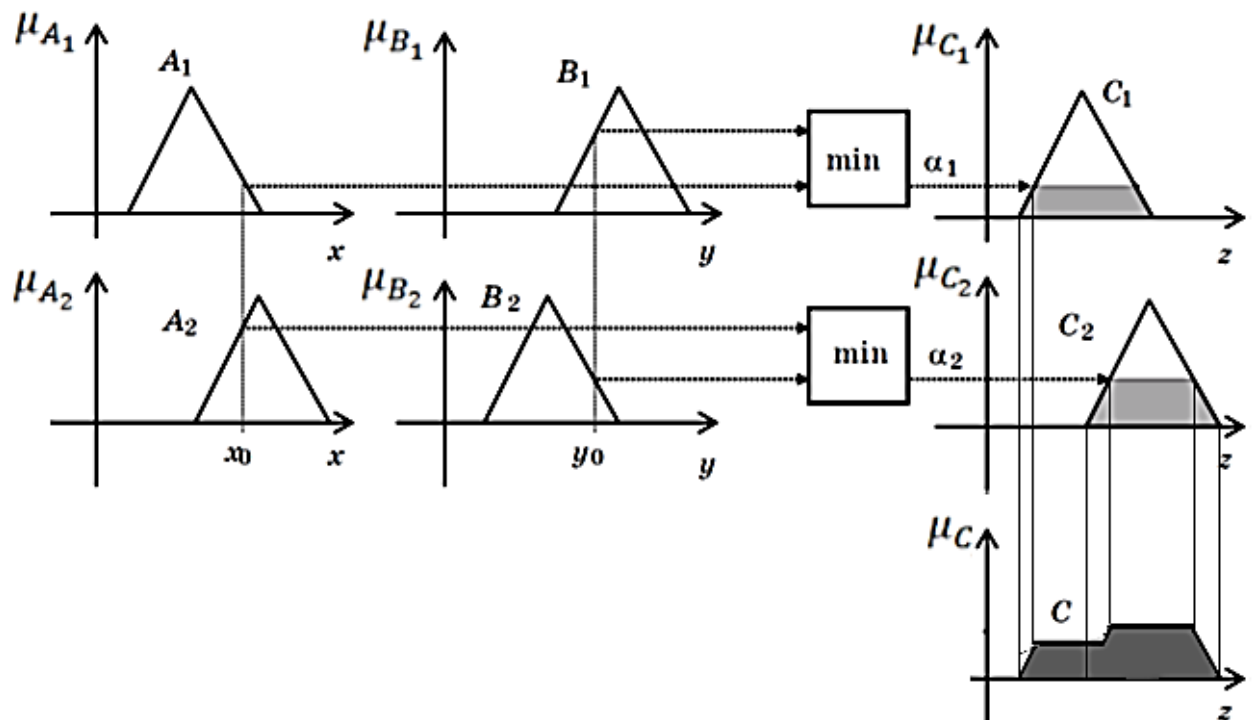 μA₁ A₁ μB₁ B₁ μC₁ C₁
min α₁
x y z
μA₂ A₂ μB₂ B₂ μC₂ C₂
min α₂
x₀ x y₀ y z
μC
C
z